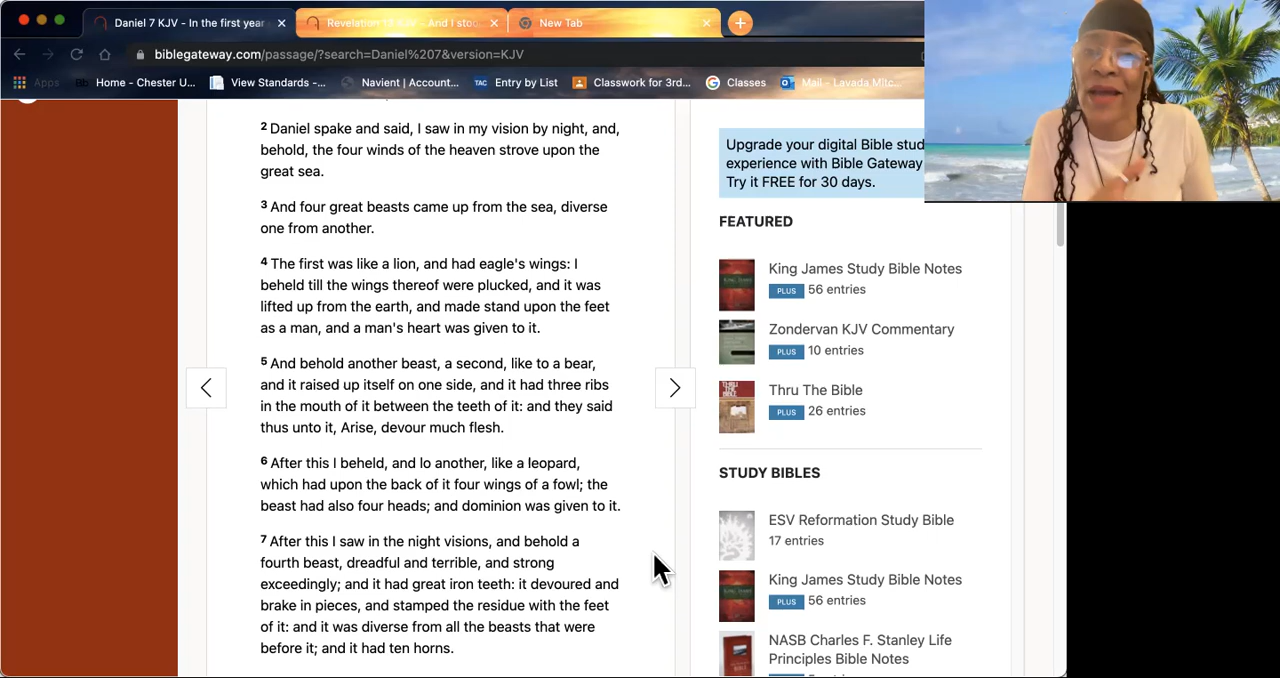 Daniel 7 KJV - In the first year
Revelation 13 KJV - And I stoo
New Tab
biblegateway.com/passage/?search=Daniel%207&version=KJV
Apps
Home - Chester U...
View Standards -...
Navient | Account...
TAC Entry by List
Classwork for 3rd...
Classes
Mail - Lavada Mitc...
2 Daniel spake and said, I saw in my vision by night, and,
behold, the four winds of the heaven strove upon the
great sea.
3 And four great beasts came up from the sea, diverse
one from another.
4 The first was like a lion, and had eagle's wings: I
beheld till the wings thereof were plucked, and it was
lifted up from the earth, and made stand upon the feet
as a man, and a man's heart was given to it.
5 And behold another beast, a second, like to a bear,
and it raised up itself on one side, and it had three ribs
in the mouth of it between the teeth of it: and they said
thus unto it, Arise, devour much flesh.
6 After this I beheld, and lo another, like a leopard,
which had upon the back of it four wings of a fowl; the
beast had also four heads; and dominion was given to it.
7 After this I saw in the night visions, and behold a
fourth beast, dreadful and terrible, and strong
exceedingly; and it had great iron teeth: it devoured and
brake in pieces, and stamped the residue with the feet
of it: and it was diverse from all the beasts that were
before it; and it had ten horns.
Upgrade your digital Bible stud
experience with Bible Gateway
Try it FREE for 30 days.
FEATURED
King James Study Bible Notes
PLUS 56 entries
Zondervan KJV Commentary
PLUS 10 entries
Thru The Bible
PLUS 26 entries
STUDY BIBLES
ESV Reformation Study Bible
17 entries
King James Study Bible Notes
PLUS 56 entries
NASB Charles F. Stanley Life
Principles Bible Notes